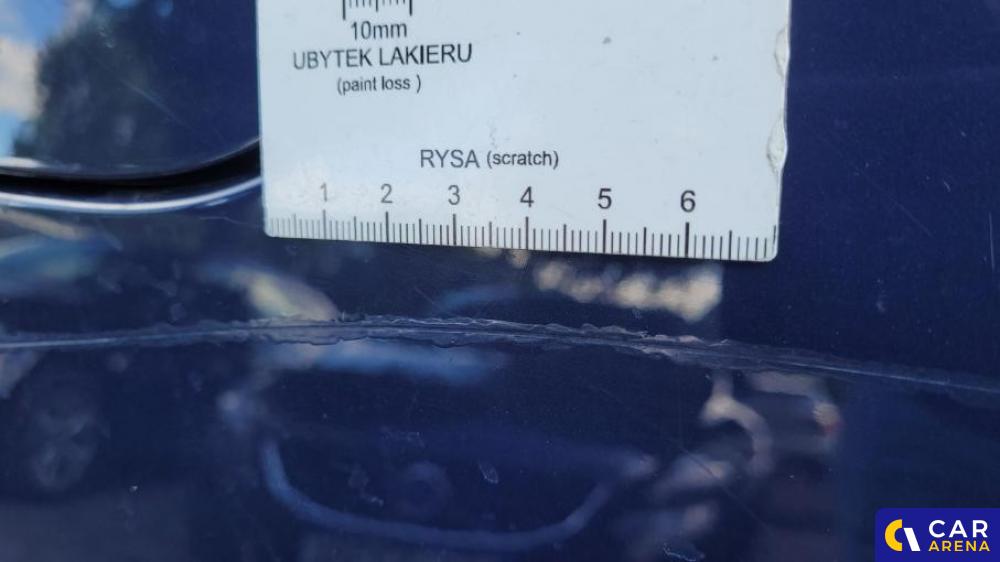 10mm
UBYTEK LAKIERU
(paint loss )
RYSA (scratch)
1 2 3 4 5 6
CAR
ARENA